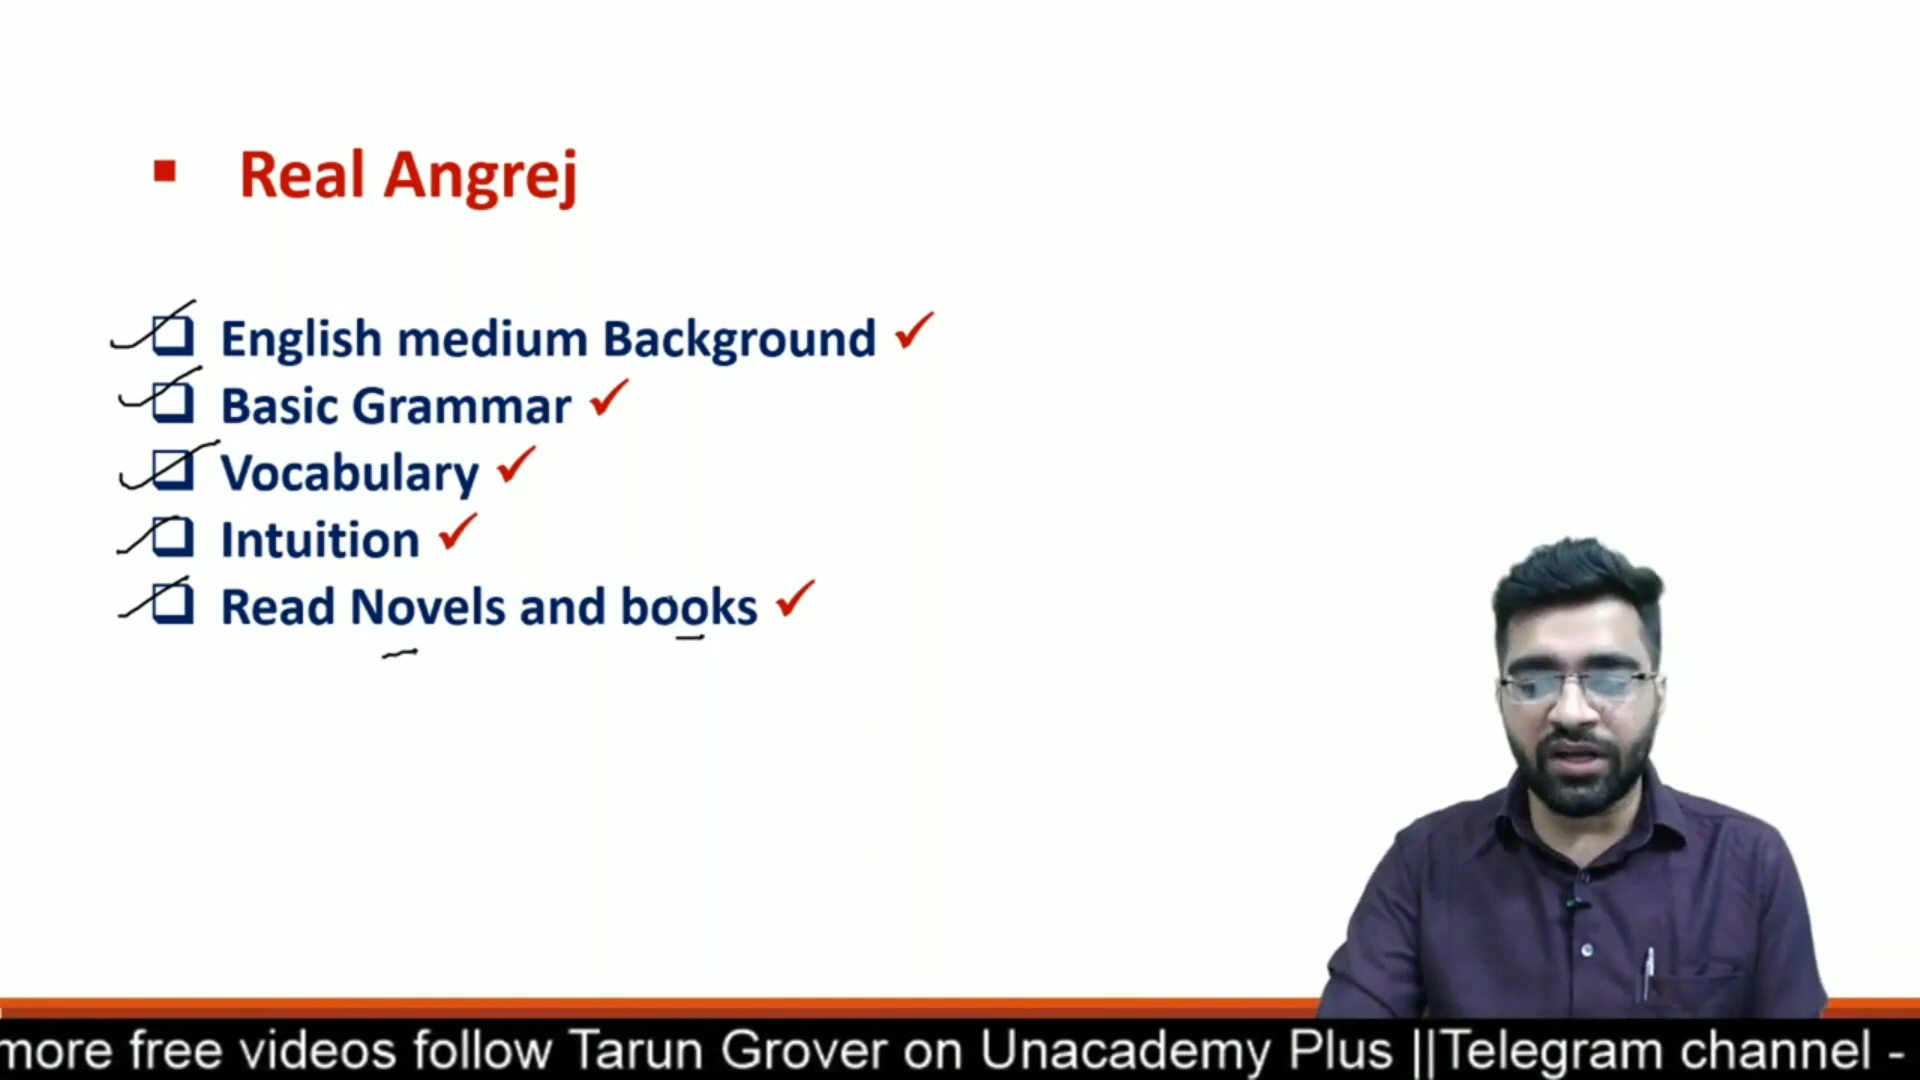 Real Angrej
English medium Background
Basic Grammar
Vocabulary
Intuition
Read Novels and books
more free videos follow Tarun Grover on Unacademy Plus ||Telegram channel -